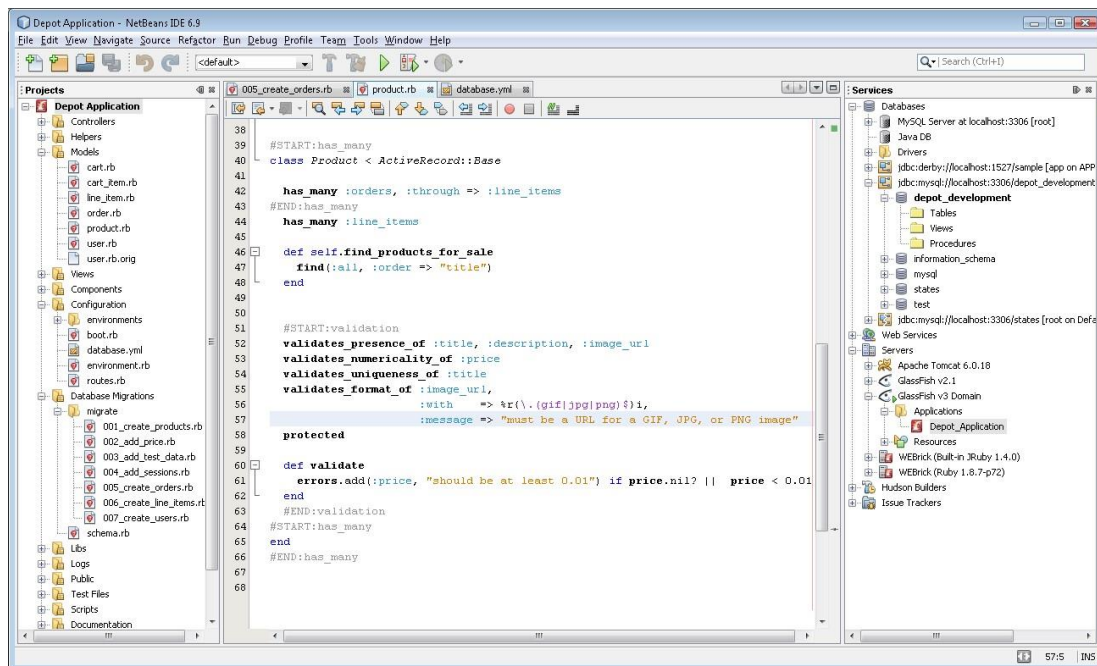 Depot Application - NetBeans IDE 6.9
File Edit View Navigate Source Refactor Run Debug Profile Team Tools Window Help
<default>
Search (Ctrl+I)
Projects
Depot Application
Controllers
Helpers
Models
cart.rb
cart_item.rb
line_item.rb
order.rb
product.rb
user.rb
user.rb.orig
Views
Components
Configuration
environments
boot.rb
database.yml
environment.rb
routes.rb
Database Migrations
migrate
001_create_products.rb
002_add_price.rb
003_add_test_data.rb
004_add_sessions.rb
005_create_orders.rb
006_create_line_items.rb
007_create_users.rb
schema.rb
Libs
Logs
Public
Test Files
Scripts
Documentation
005_create_orders.rb product.rb database.yml
38
39 #START:has_many
40 class Product < ActiveRecord::Base
41
42 has_many :orders, :through => :line_items
43 #END:has_many
44 has_many :line_items
45
46 def self.find_products_for_sale
47 find(:all, :order => "title")
48 end
49
50
51 #START:validation
52 validates_presence_of :title, :description, :image_url
53 validates_numericality_of :price
54 validates_uniqueness_of :title
55 validates_format_of :image_url,
56 :with => %r{\.(gif|jpg|png)$}i,
57 :message => "must be a URL for a GIF, JPG, or PNG image"
58 protected
59
60 def validate
61 errors.add(:price, "should be at least 0.01") if price.nil? || price < 0.01
62 end
63 #END:validation
64 #START:has_many
65 end
66 #END:has_many
67
68
Services
Databases
MySQL Server at localhost:3306 [root]
Java DB
Drivers
jdbc:derby://localhost:1527/sample [app on APP
jdbc:mysql://localhost:3306/depot_development
depot_development
Tables
Views
Procedures
information_schema
mysql
states
test
jdbc:mysql://localhost:3306/states [root on Defa
Web Services
Servers
Apache Tomcat 6.0.18
GlassFish v2.1
GlassFish v3 Domain
Applications
Depot_Application
Resources
WEBrick (Built-in JRuby 1.4.0)
WEBrick (Ruby 1.8.7-p72)
Hudson Builders
Issue Trackers
57:5 INS